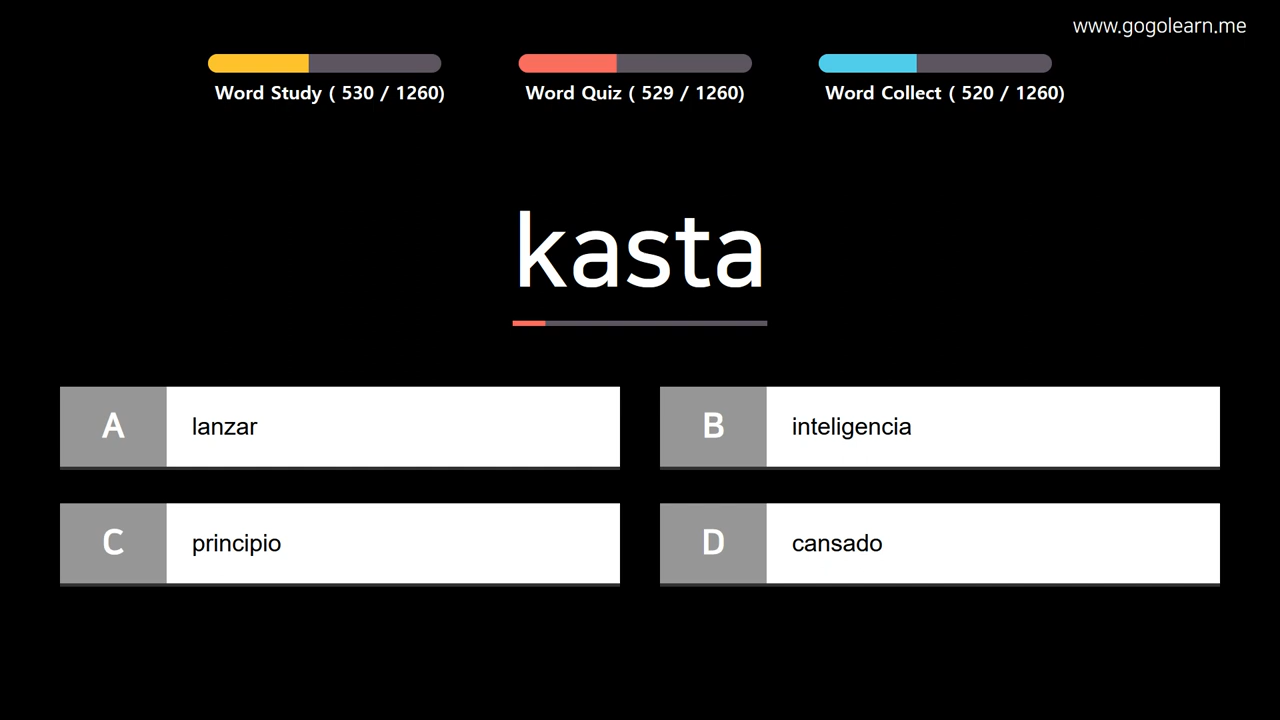 www.gogolearn.me
Word Study ( 530 / 1260)
Word Quiz ( 529 / 1260)
Word Collect ( 520 / 1260)
kasta
A lanzar
B inteligencia
C principio
D cansado